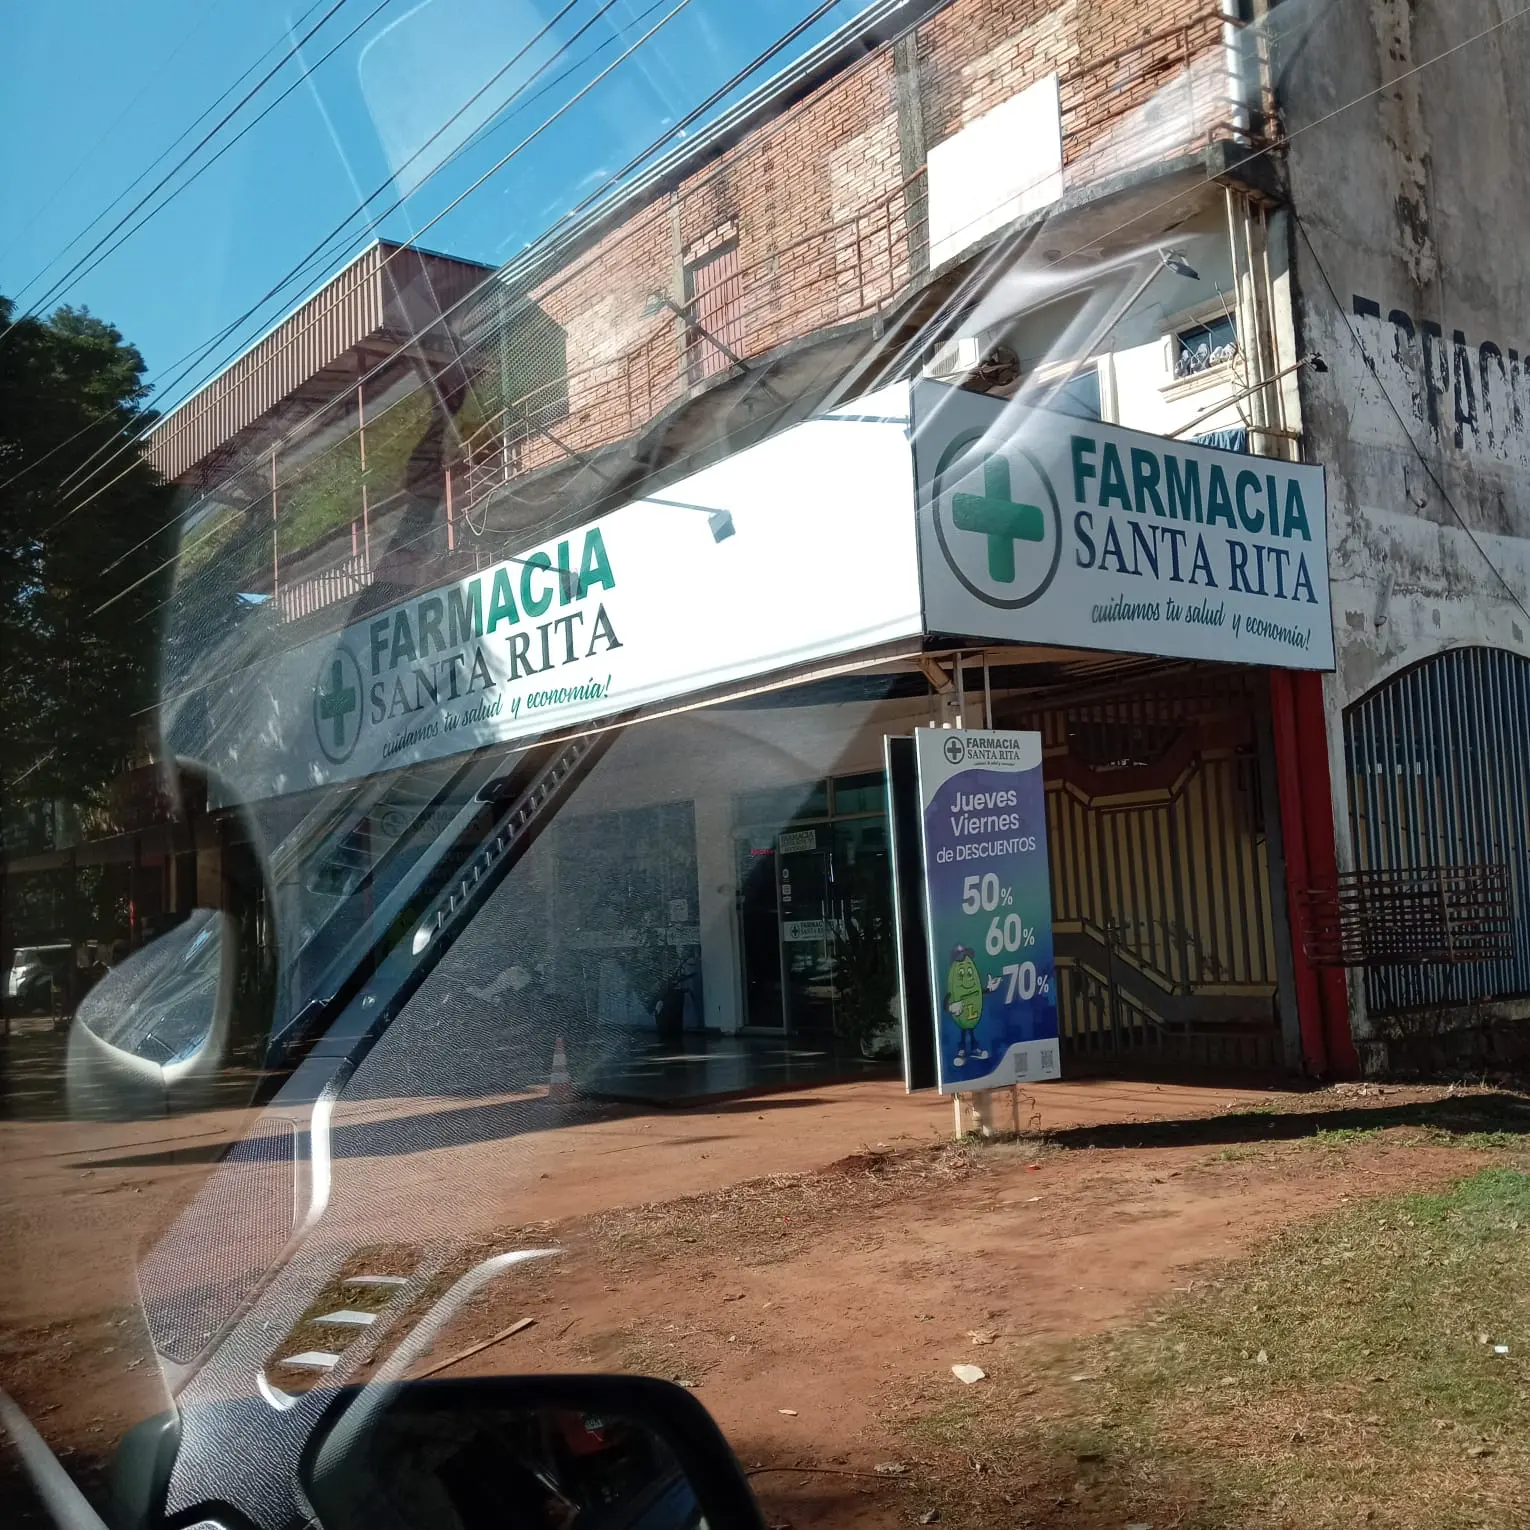 FARMACIA
SANTA RITA
cuidamos tu salud y economía!
FARMACIA
SANTA RITA
cuidamos tu salud y economía!
FARMACIA
SANTA RITA
Jueves
Viernes
de DESCUENTOS
50%
60%
70%
L
FARMACIA